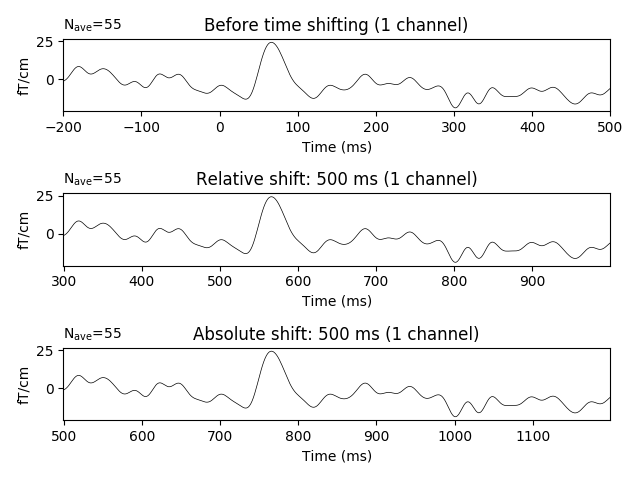 N_ave=55
Before time shifting (1 channel)
fT/cm
25
0
−200 −100 0 100 200 300 400 500
Time (ms)
N_ave=55
Relative shift: 500 ms (1 channel)
fT/cm
25
0
300 400 500 600 700 800 900
Time (ms)
N_ave=55
Absolute shift: 500 ms (1 channel)
fT/cm
25
0
500 600 700 800 900 1000 1100
Time (ms)